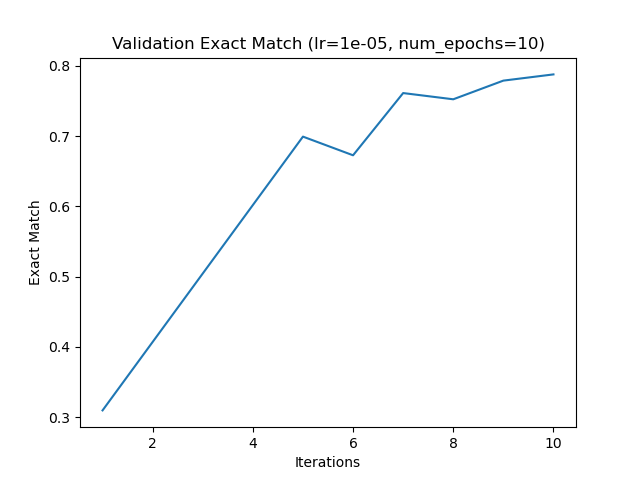 Validation Exact Match (lr=1e-05, num_epochs=10)
0.8
0.7
0.6
0.5
0.4
0.3
Exact Match
2 4 6 8 10
Iterations